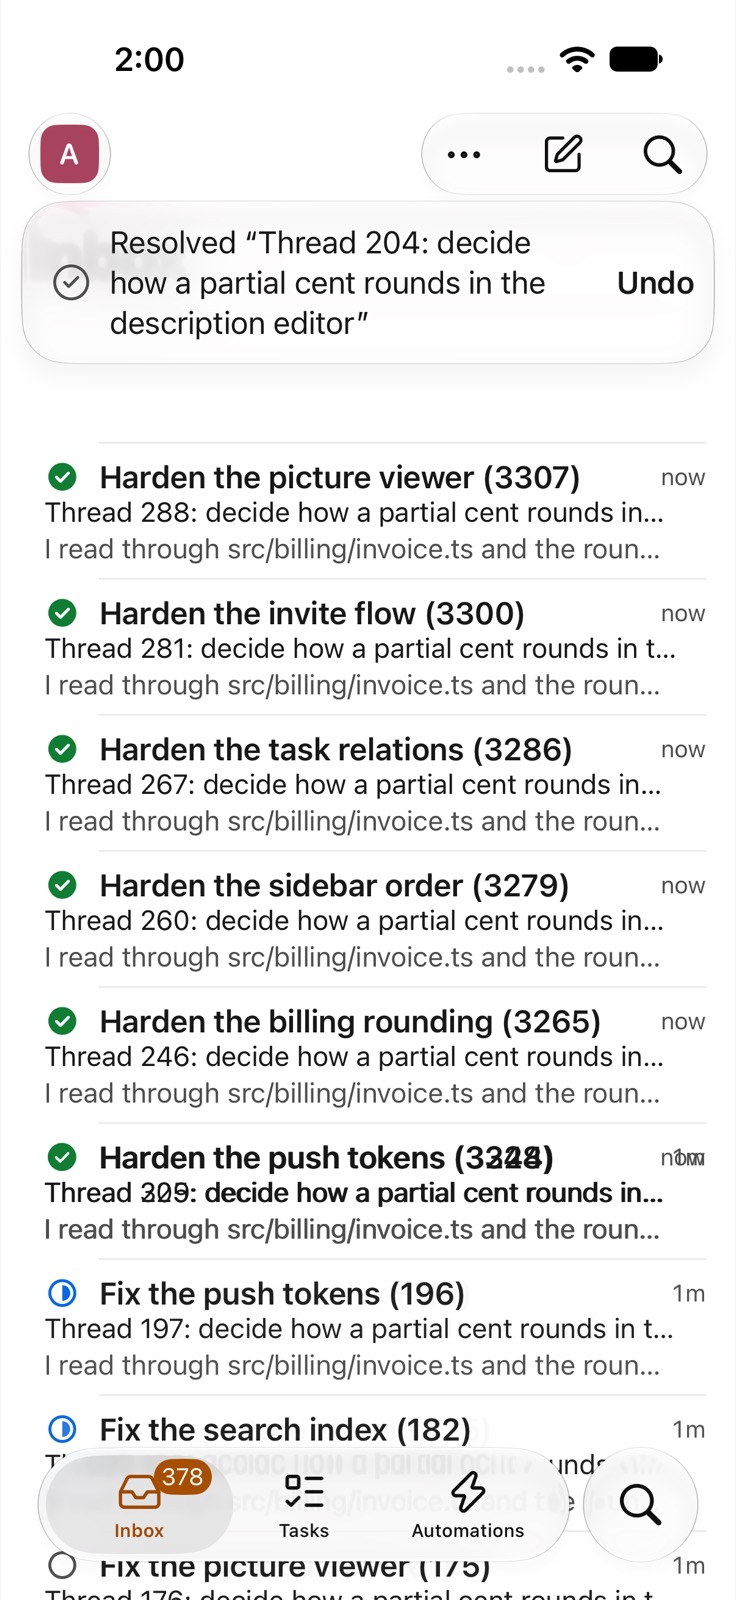 2:00
A
Resolved “Thread 204: decide
how a partial cent rounds in the
description editor”
Undo
Harden the picture viewer (3307)
now
Thread 288: decide how a partial cent rounds in...
I read through src/billing/invoice.ts and the roun...
Harden the invite flow (3300)
now
Thread 281: decide how a partial cent rounds in t...
I read through src/billing/invoice.ts and the roun...
Harden the task relations (3286)
now
Thread 267: decide how a partial cent rounds in...
I read through src/billing/invoice.ts and the roun...
Harden the sidebar order (3279)
now
Thread 260: decide how a partial cent rounds in...
I read through src/billing/invoice.ts and the roun...
Harden the billing rounding (3265)
now
Thread 246: decide how a partial cent rounds in...
I read through src/billing/invoice.ts and the roun...
Harden the push tokens
Thread decide how a partial cent rounds in...
I read through src/billing/invoice.ts and the roun...
Fix the push tokens (196)
1m
Thread 197: decide how a partial cent rounds in t...
I read through src/billing/invoice.ts and the roun...
Fix the search index (182)
1m
378
Inbox
Tasks
Automations
Fix the picture viewer (175)
1m
Thread 176: decide how a partial cent rounds in t...